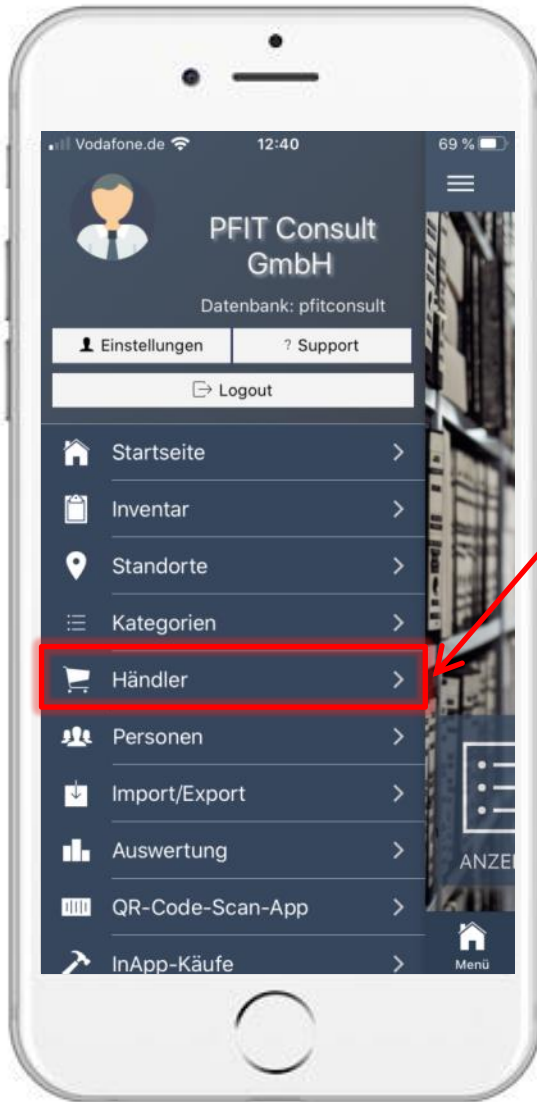 Vodafone.de 12:40 69 %
PFIT Consult
GmbH
Datenbank: pfitconsult
Einstellungen ? Support
Logout
Startseite
Inventar
Standorte
Kategorien
Händler
Personen
Import/Export
Auswertung
ANZEI
QR-Code-Scan-App
InApp-Käufe
Menü